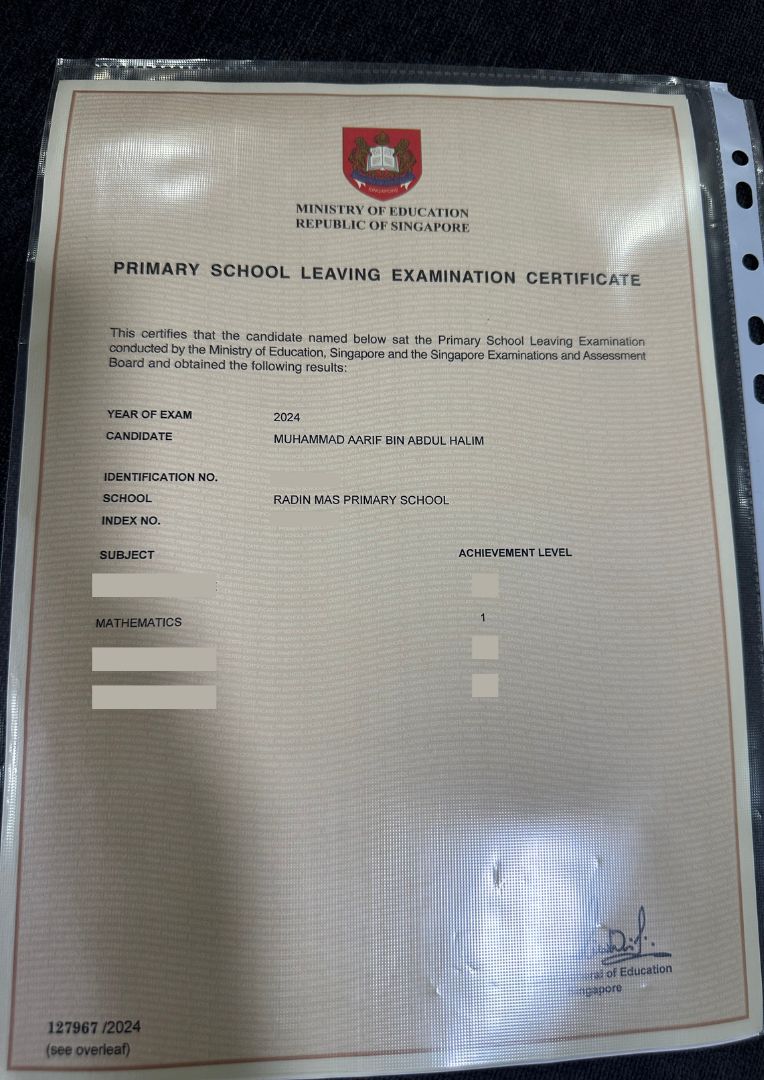 SINGAPORE
MINISTRY OF EDUCATION
REPUBLIC OF SINGAPORE
PRIMARY SCHOOL LEAVING EXAMINATION CERTIFICATE
This certifies that the candidate named below sat the Primary School Leaving Examination
conducted by the Ministry of Education, Singapore and the Singapore Examinations and Assessment
Board and obtained the following results:
YEAR OF EXAM 2024
CANDIDATE MUHAMMAD AARIF BIN ABDUL HALIM
IDENTIFICATION NO.
SCHOOL RADIN MAS PRIMARY SCHOOL
INDEX NO.
SUBJECT ACHIEVEMENT LEVEL
MATHEMATICS 1
of Education
127967 /2024
(see overleaf)